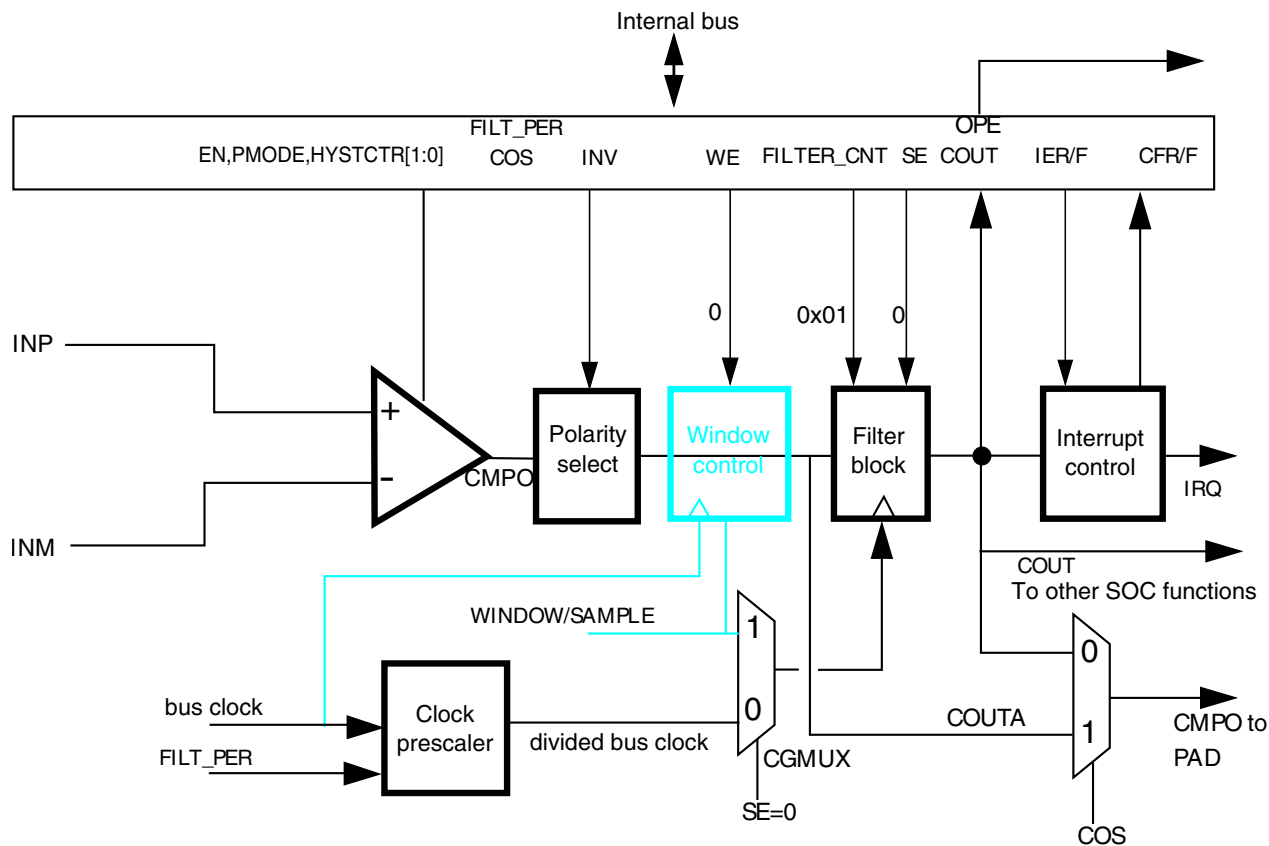 Internal bus
FILT_PER
OPE
EN,PMODE,HYSTCTR[1:0]
COS
INV
WE
FILTER_CNT
SE
COUT
IER/F
CFR/F
0
0x01
0
INP
+
-
CMPO
Polarity
select
Window
control
Filter
block
Interrupt
control
IRQ
INM
COUT
To other SOC functions
WINDOW/SAMPLE
1
0
bus clock
FILT_PER
Clock
prescaler
divided bus clock
0
CGMUX
SE=0
COUTA
1
CMPO to
PAD
COS